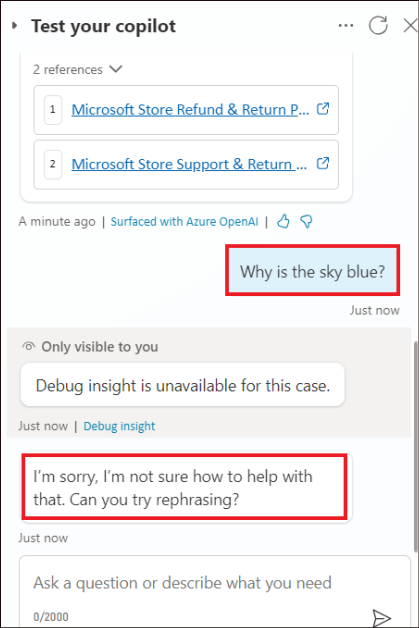 Test your copilot
2 references
1 Microsoft Store Refund & Return P...
2 Microsoft Store Support & Return ...
A minute ago | Surfaced with Azure OpenAI |
Why is the sky blue?
Just now
Only visible to you
Debug insight is unavailable for this case.
Just now | Debug insight
I'm sorry, I'm not sure how to help with
that. Can you try rephrasing?
Just now
Ask a question or describe what you need
0/2000